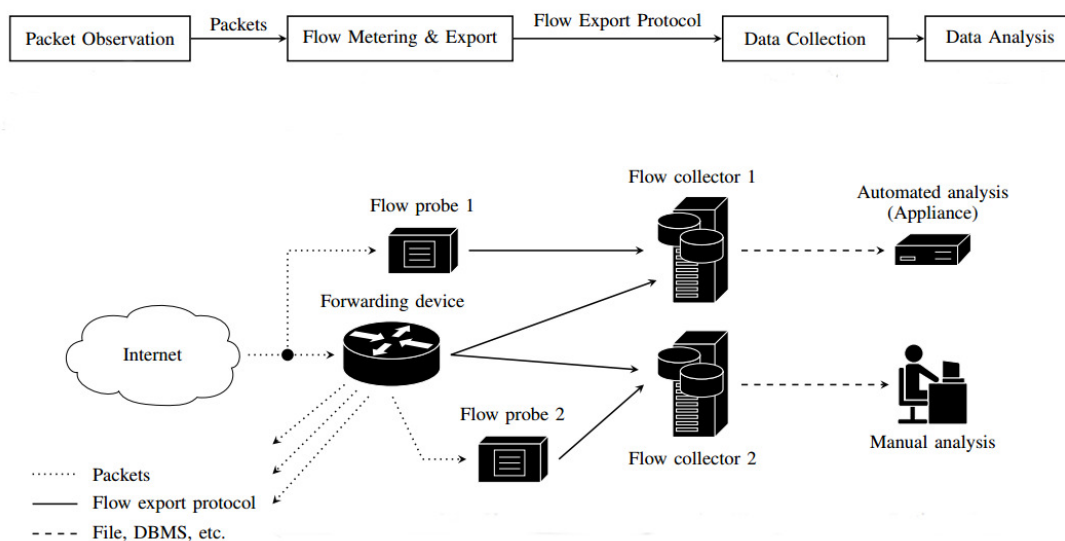 Packet Observation
Packets
Flow Metering & Export
Flow Export Protocol
Data Collection
Data Analysis
Flow collector 1
Automated analysis
(Appliance)
Flow probe 1
Forwarding device
Internet
Flow probe 2
Manual analysis
Flow collector 2
Packets
Flow export protocol
File, DBMS, etc.